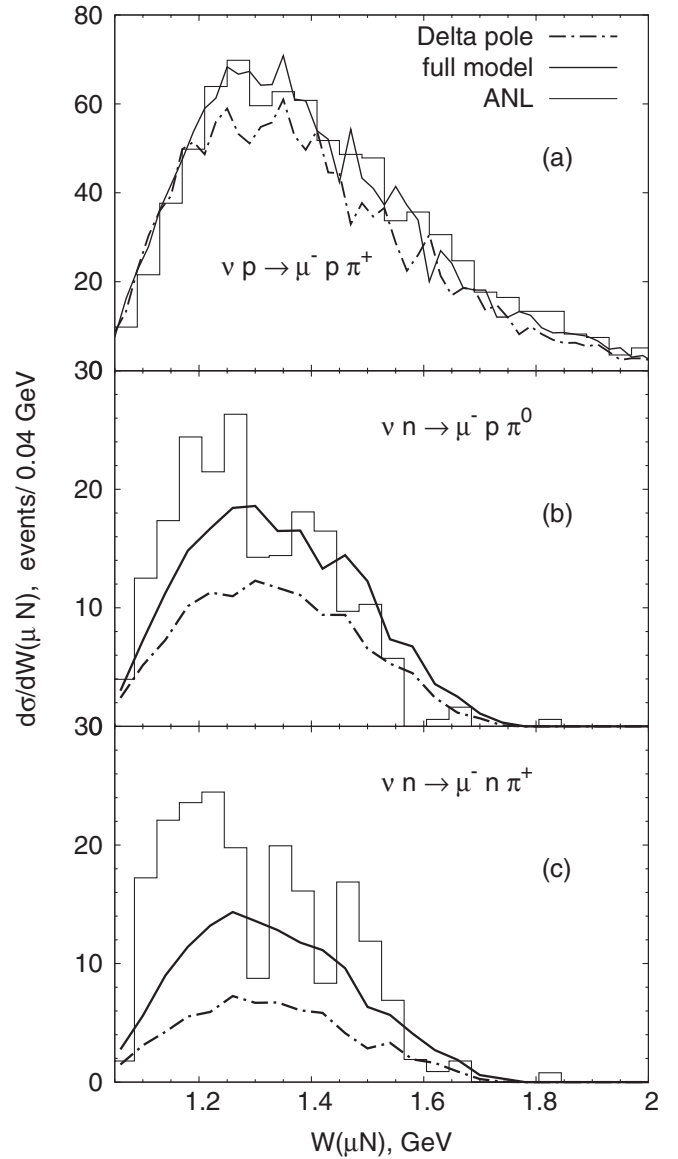 80
Delta pole
full model
ANL
60
(a)
40
ν p → μ⁻ p π⁺
20
30
ν n → μ⁻ p π⁰
20
(b)
10
30
ν n → μ⁻ n π⁺
20
(c)
10
0
1.2 1.4 1.6 1.8 2
W(μN), GeV
dσ/dW(μ N), events/ 0.04 GeV